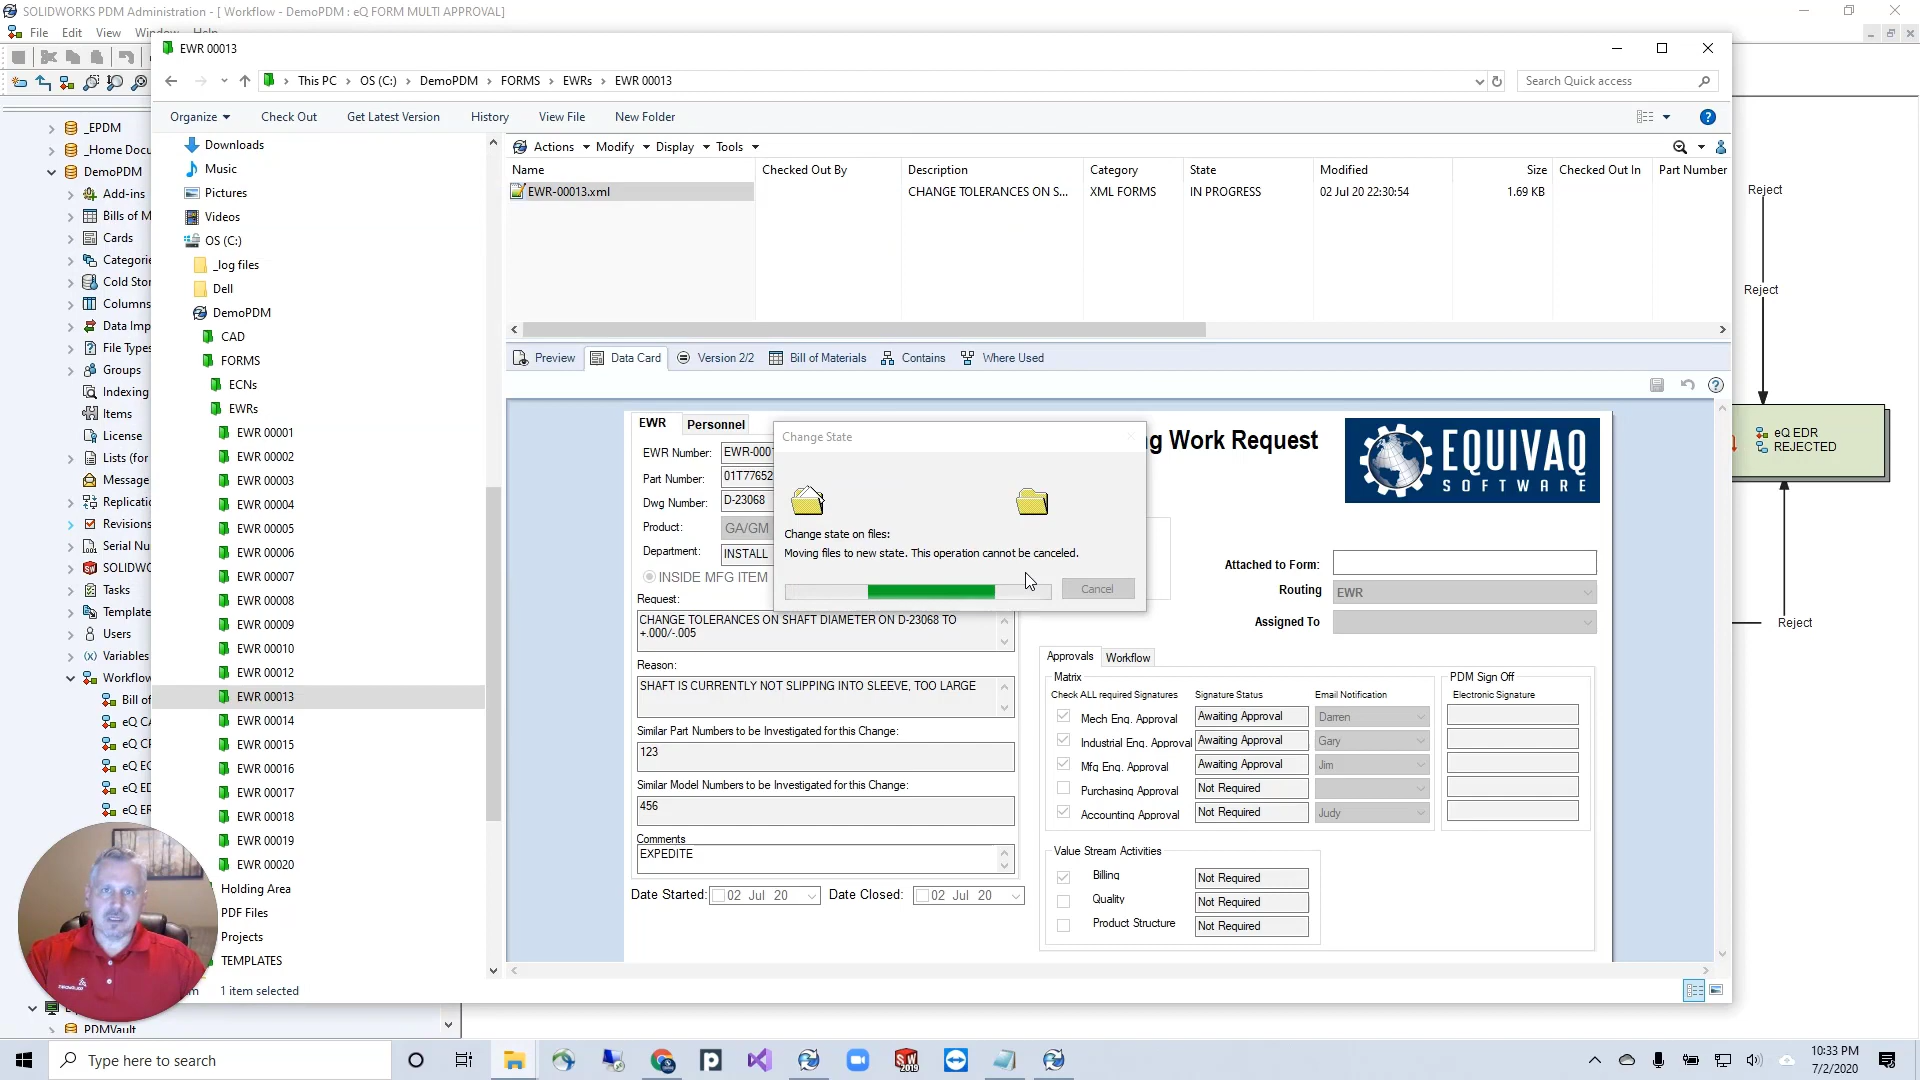 SOLIDWORKS PDM Administration - [ Workflow - DemoPDM : eQ FORM MULTI APPROVAL]
File Edit View Window Help
EWR 00013
This PC > OS (C:) > DemoPDM > FORMS > EWRs > EWR 00013
Search Quick access
Organize Check Out Get Latest Version History View File New Folder
_EPDM
_Home Docu
DemoPDM
Add-ins
Bills of M
Cards
Categorie
Cold Stor
Columns
Data Imp
File Types
Groups
Indexing
Items
License
Lists (for
Message
Replicatio
Revisions
Serial Nu
SOLIDWO
Tasks
Template
Users
(x) Variables
Workflow
Bill of
eQ CA
eQ CP
eQ EC
eQ ED
eQ ER
PDMVault
Downloads
Music
Pictures
Videos
OS (C:)
_log files
Dell
DemoPDM
CAD
FORMS
ECNs
EWRs
EWR 00001
EWR 00002
EWR 00003
EWR 00004
EWR 00005
EWR 00006
EWR 00007
EWR 00008
EWR 00009
EWR 00010
EWR 00012
EWR 00013
EWR 00014
EWR 00015
EWR 00016
EWR 00017
EWR 00018
EWR 00019
EWR 00020
Holding Area
PDF Files
Projects
TEMPLATES
1 item selected
Actions Modify Display Tools
Name Checked Out By Description Category State Modified Size Checked Out In Part Number
EWR-00013.xml CHANGE TOLERANCES ON S... XML FORMS IN PROGRESS 02 Jul 20 22:30:54 1.69 KB
Preview Data Card Version 2/2 Bill of Materials Contains Where Used
EWR Personnel
g Work Request
EQUIVAQ
SOFTWARE
EWR Number: EWR-0001
Part Number: 01T77652
Dwg Number: D-23068
Product: GA/GM
Department: INSTALL
INSIDE MFG ITEM
Request:
CHANGE TOLERANCES ON SHAFT DIAMETER ON D-23068 TO
+.000/-.005
Reason:
SHAFT IS CURRENTLY NOT SLIPPING INTO SLEEVE, TOO LARGE
Similar Part Numbers to be Investigated for this Change:
123
Similar Model Numbers to be Investigated for this Change:
456
Comments
EXPEDITE
Date Started: 02 Jul 20 Date Closed: 02 Jul 20
Change State
Change state on files:
Moving files to new state. This operation cannot be canceled.
Cancel
Attached to Form:
Routing EWR
Assigned To
Approvals Workflow
Matrix
Check ALL required Signatures Signature Status Email Notification
Mech Eng. Approval Awaiting Approval Darren
Industrial Eng. Approval Awaiting Approval Gary
Mfg Eng. Approval Awaiting Approval Jim
Purchasing Approval Not Required
Accounting Approval Not Required Judy
PDM Sign Off
Electronic Signature
Value Stream Activities
Billing Not Required
Quality Not Required
Product Structure Not Required
Reject
Reject
eQ EDR
REJECTED
Reject
Type here to search
10:33 PM
7/2/2020